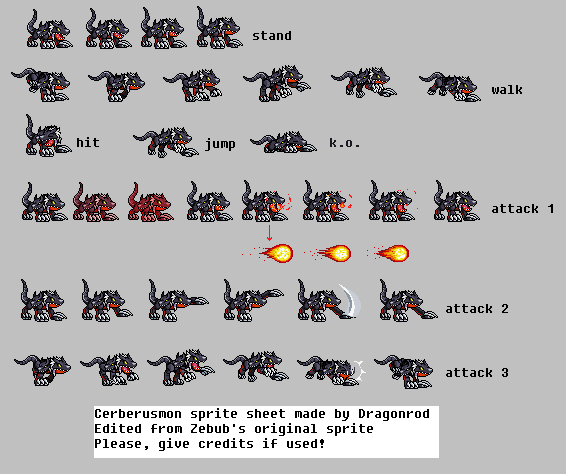 stand
walk
hit
jump
k.o.
attack 1
attack 2
attack 3
Cerberusmon sprite sheet made by Dragonrod
Edited from Zebub's original sprite
Please, give credits if used!